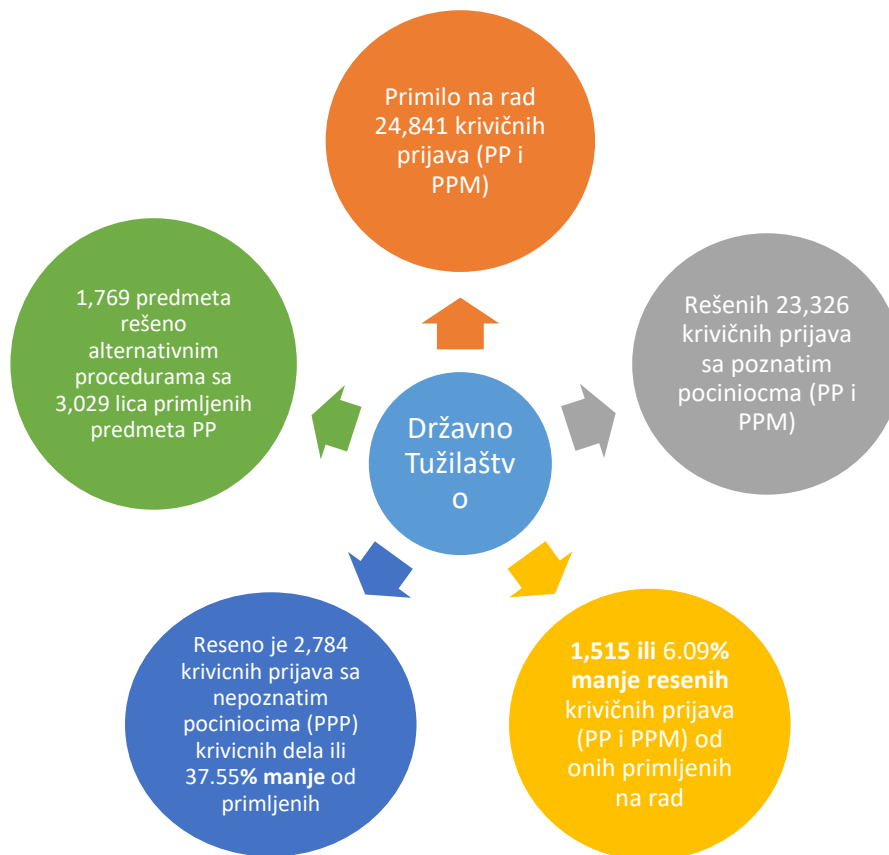 Primilo na rad
24,841 krivičnih
prijava (PP i
PPM)
Rešenih 23,326
krivičnih prijava
sa poznatim
pociniocma (PP i
PPM)
1,515 ili 6.09%
manje resenih
krivičnih prijava
(PP i PPM) od
onih primljenih
na rad
Reseno je 2,784
krivicnih prijava sa
nepoznatim
pociniocima (PPP)
krivicnih dela ili
37.55% manje od
primljenih
1,769 predmeta
rešeno
alternativnim
procedurama sa
3,029 lica primljenih
predmeta PP
Državno
Tužilaštv
o